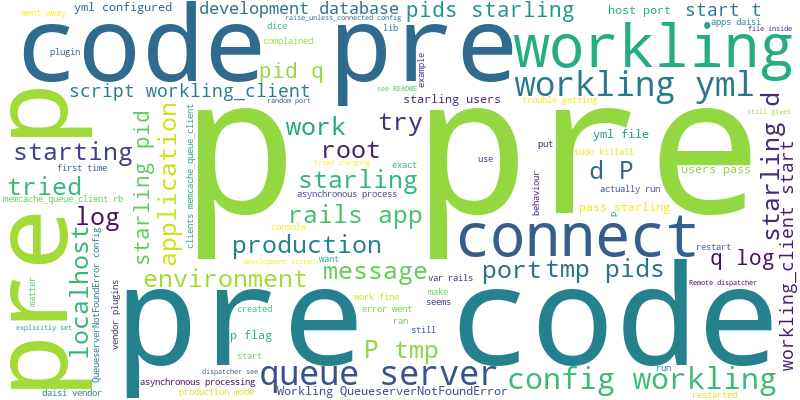 went away
yml configured
development database
raise_unless_connected config
pids starling
host port
start t
code pre
dice
lib
apps daisi
file inside
plugin
complained
workling
pid q
example
script workling_client
see README
workling yml
random port
starling users
trouble getting
still gives
p pre
pre p
starling pid
application
clients memcache_queue_client
work
try
put
yml file
starting
root
tried changing
exact
use
sudo killall
starling d
first time
tried
starling
d P
users pass
memcache_queue_client rb
asynchronous process
actually run
behaviour
log
rails app
pass starling
P
localhost
QueueserverNotFoundError config
console
production
connect
restart
q log
workling_client start
development listen
want
environment
message
var rails
seems
port
tmp pids
Remote dispatcher
matter
vendor plugins
created
work fine
make
error went
pre code
explicitly set
p flag
ran
still
start
P tmp
dispatcher see
run
asynchronous processing
queue server
config workling
daisi vendor
production mode
Workling QueueserverNotFoundError
restarted